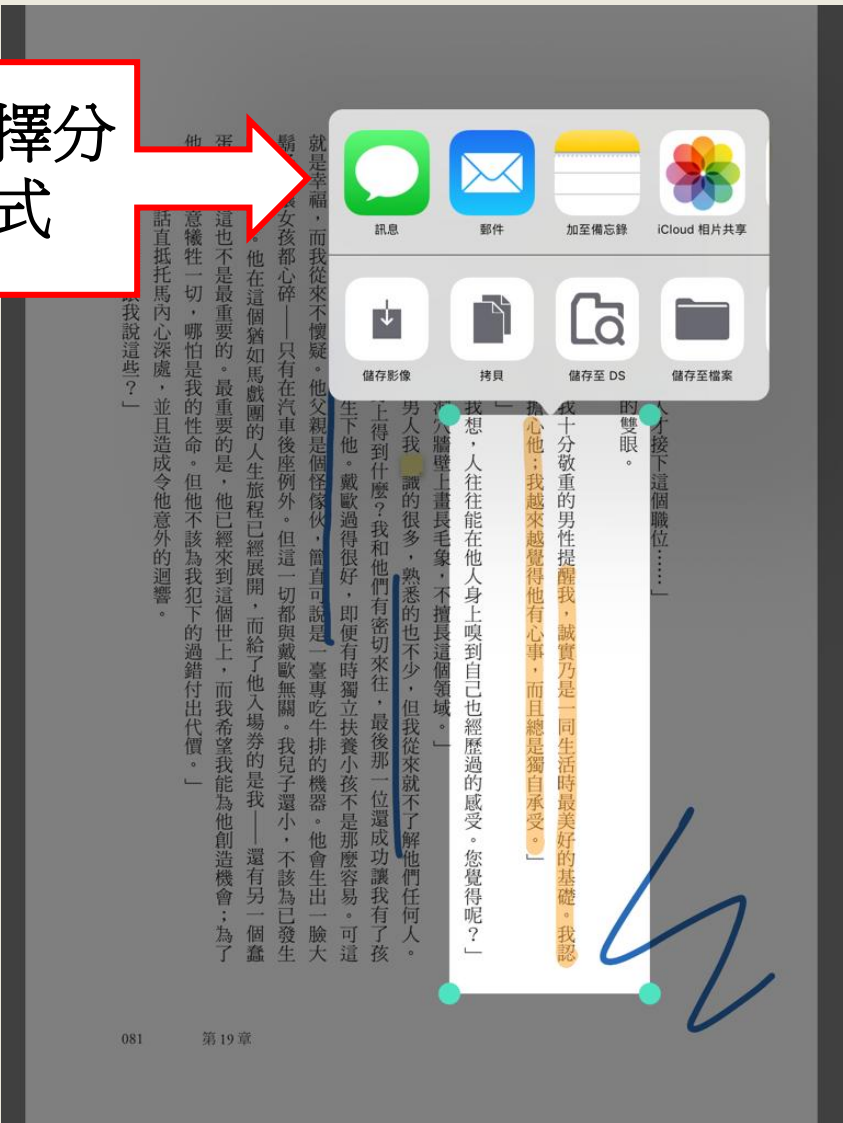 擇分
式
訊息
郵件
加至備忘錄
iCloud 相片共享
儲存影像
拷貝
儲存至 DS
儲存至檔案
接下這個職位……」
的雙眼。
我十分敬重的男性提醒我，誠實乃是一同生活時最美好的基礎。我認
擔心他；我越來越覺得他有心事，而且總是獨自承受。」
」
我想，人往往能在他人身上嗅到自己也經歷過的感受。您覺得呢？」
穴牆壁上畫長毛象，不擅長這個領域。」
男人我識的很多，熟悉的也不少，但我從來就不了解他們任何人。
上得到什麼？我和他們有密切來往，最後那一位還成功讓我有了孩
生下他。戴歐過得很好，即便有時獨立扶養小孩不是那麼容易。可這
就是幸福，而我從來不懷疑。他父親是個怪傢伙，簡直可說是一臺專吃牛排的機器。他會生出一臉大
鬍女孩都心碎——只有在汽車後座例外。但這一切都與戴歐無關。我兒子還小，不該為已發生
。他在這個猶如馬戲團的人生旅程已經展開，而給了他入場券的是我——還有另一個蠢
蛋這也不是最重要的。最重要的是，他已經來到這個世上，而我希望我能為他創造機會；為了
他意犧牲一切，哪怕是我的性命。但他不該為我犯下的過錯付出代價。」
話直抵托馬內心深處，並且造成令他意外的迴響。
我說這些？」
081 第 19 章